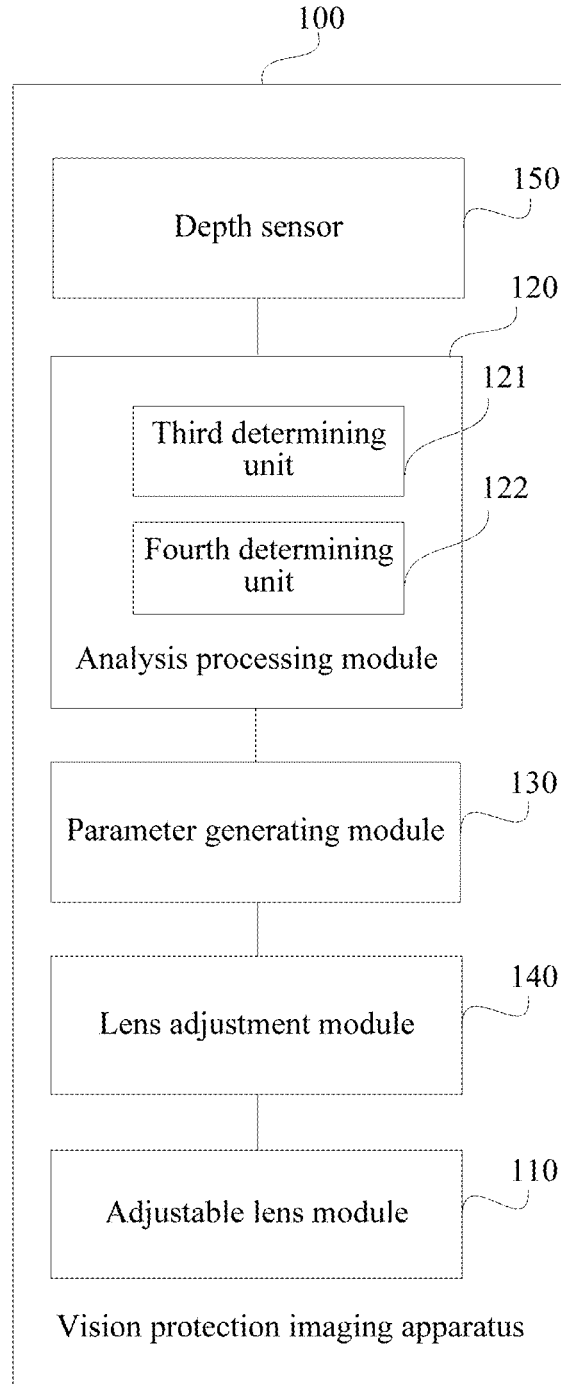 100
150
Depth sensor
120
121
Third determining
unit
122
Fourth determining
unit
Analysis processing module
130
Parameter generating module
140
Lens adjustment module
110
Adjustable lens module
Vision protection imaging apparatus